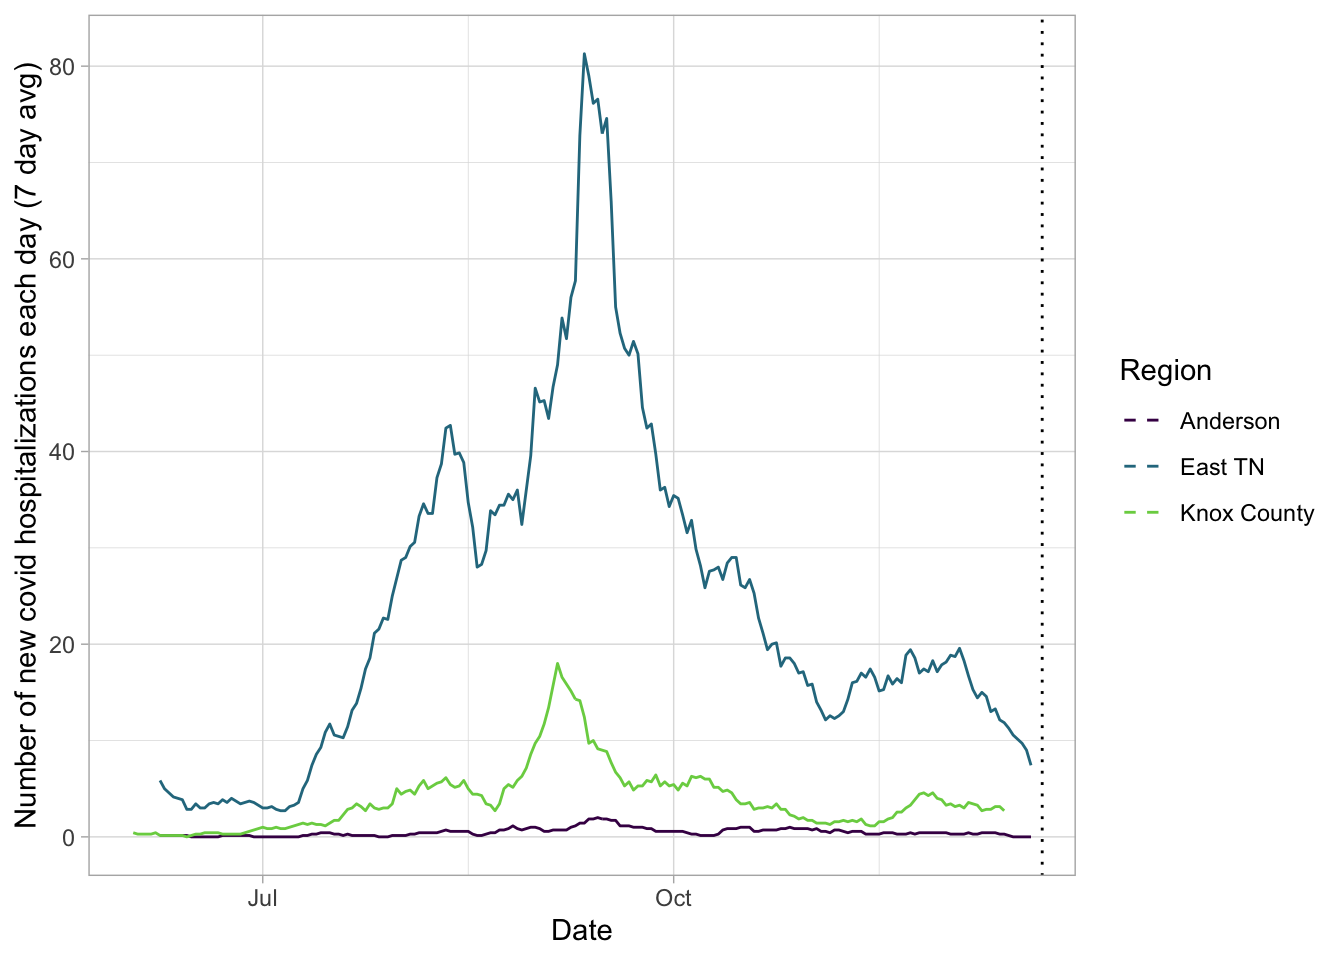 Number of new covid hospitalizations each day (7 day avg)
80
60
40
20
0
Jul
Oct
Date
Region
Anderson
East TN
Knox County